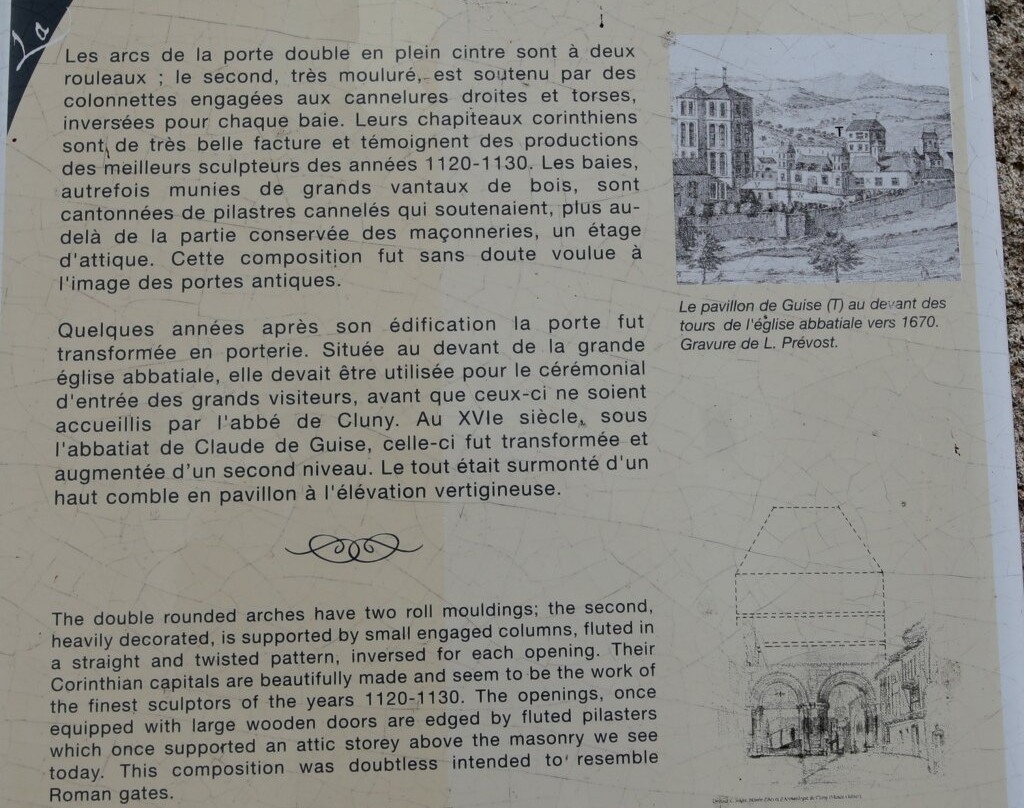 La
Les arcs de la porte double en plein cintre sont à deux
rouleaux ; le second, très mouluré, est soutenu par des
colonnettes engagées aux cannelures droites et torses,
inversées pour chaque baie. Leurs chapiteaux corinthiens
sont de très belle facture et témoignent des productions
des meilleurs sculpteurs des années 1120-1130. Les baies,
autrefois munies de grands vantaux de bois, sont
cantonnées de pilastres cannelés qui soutenaient, plus au-
delà de la partie conservée des maçonneries, un étage
d'attique. Cette composition fut sans doute voulue à
l'image des portes antiques.
Quelques années après son édification la porte fut
transformée en porterie. Située au devant de la grande
église abbatiale, elle devait être utilisée pour le cérémonial
d'entrée des grands visiteurs, avant que ceux-ci ne soient
accueillis par l'abbé de Cluny. Au XVIe siècle, sous
l'abbatiat de Claude de Guise, celle-ci fut transformée et
augmentée d'un second niveau. Le tout était surmonté d'un
haut comble en pavillon à l'élévation vertigineuse.
T
Le pavillon de Guise (T) au devant des
tours de l'église abbatiale vers 1670.
Gravure de L. Prévost.
The double rounded arches have two roll mouldings; the second,
heavily decorated, is supported by small engaged columns, fluted in
a straight and twisted pattern, inversed for each opening. Their
Corinthian capitals are beautifully made and seem to be the work of
the finest sculptors of the years 1120-1130. The openings, once
equipped with large wooden doors are edged by fluted pilasters
which once supported an attic storey above the masonry we see
today. This composition was doubtless intended to resemble
Roman gates.